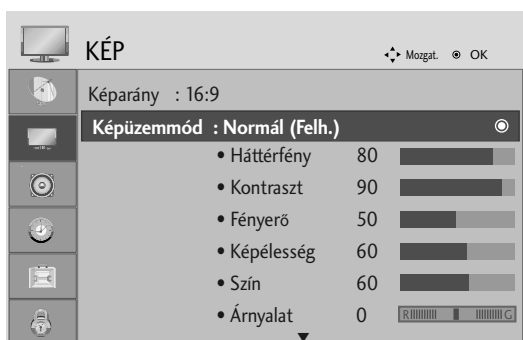 KÉP
Mozgat. OK
Képarány : 16:9
Képüzemmód : Normál (Felh.)
• Háttérfény 80
• Kontraszt 90
• Fényerő 50
• Képélesség 60
• Szín 60
• Árnyalat 0 R G